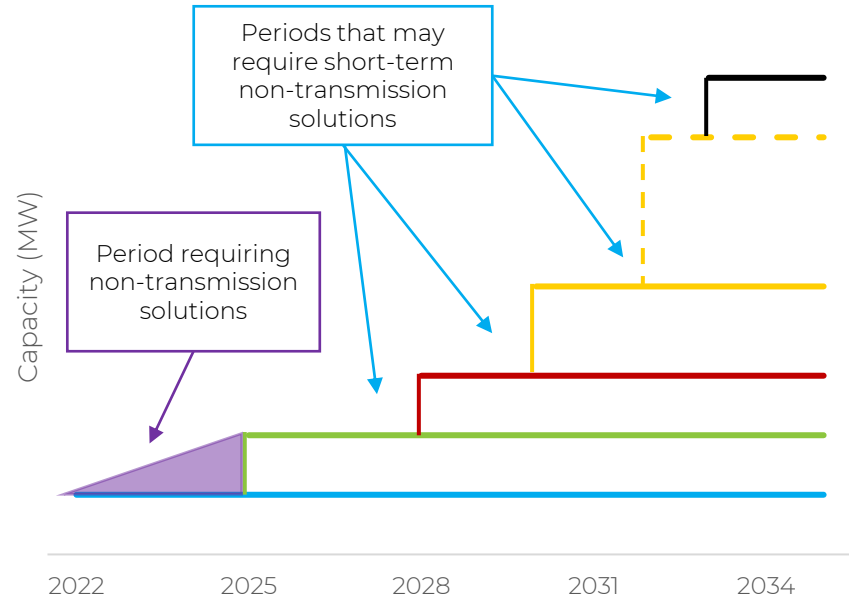 Periods that may
require short-term
non-transmission
solutions
Period requiring
non-transmission
solutions
Capacity (MW)
2022 2025 2028 2031 2034